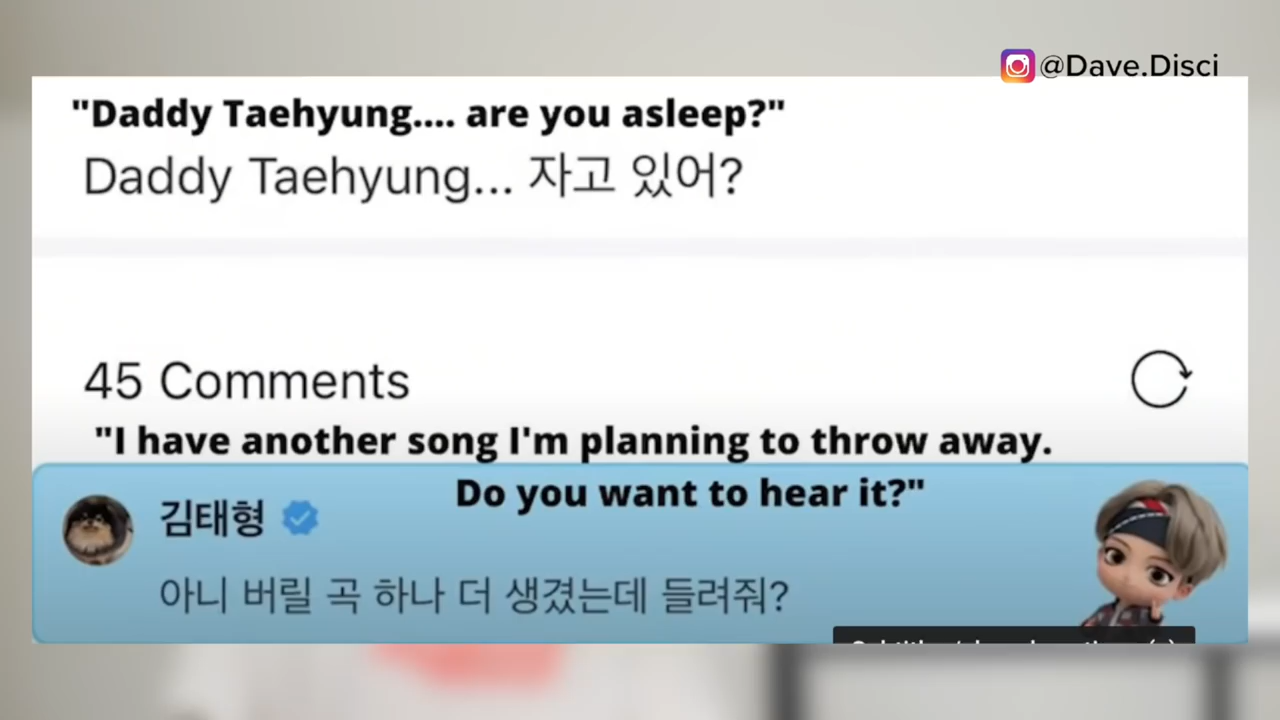 @Dave.Disci
"Daddy Taehyung.... are you asleep?"
Daddy Taehyung... 자고 있어?
45 Comments
"I have another song I'm planning to throw away.
Do you want to hear it?"
김태형
아니 버릴 곡 하나 더 생겼는데 들려줘?